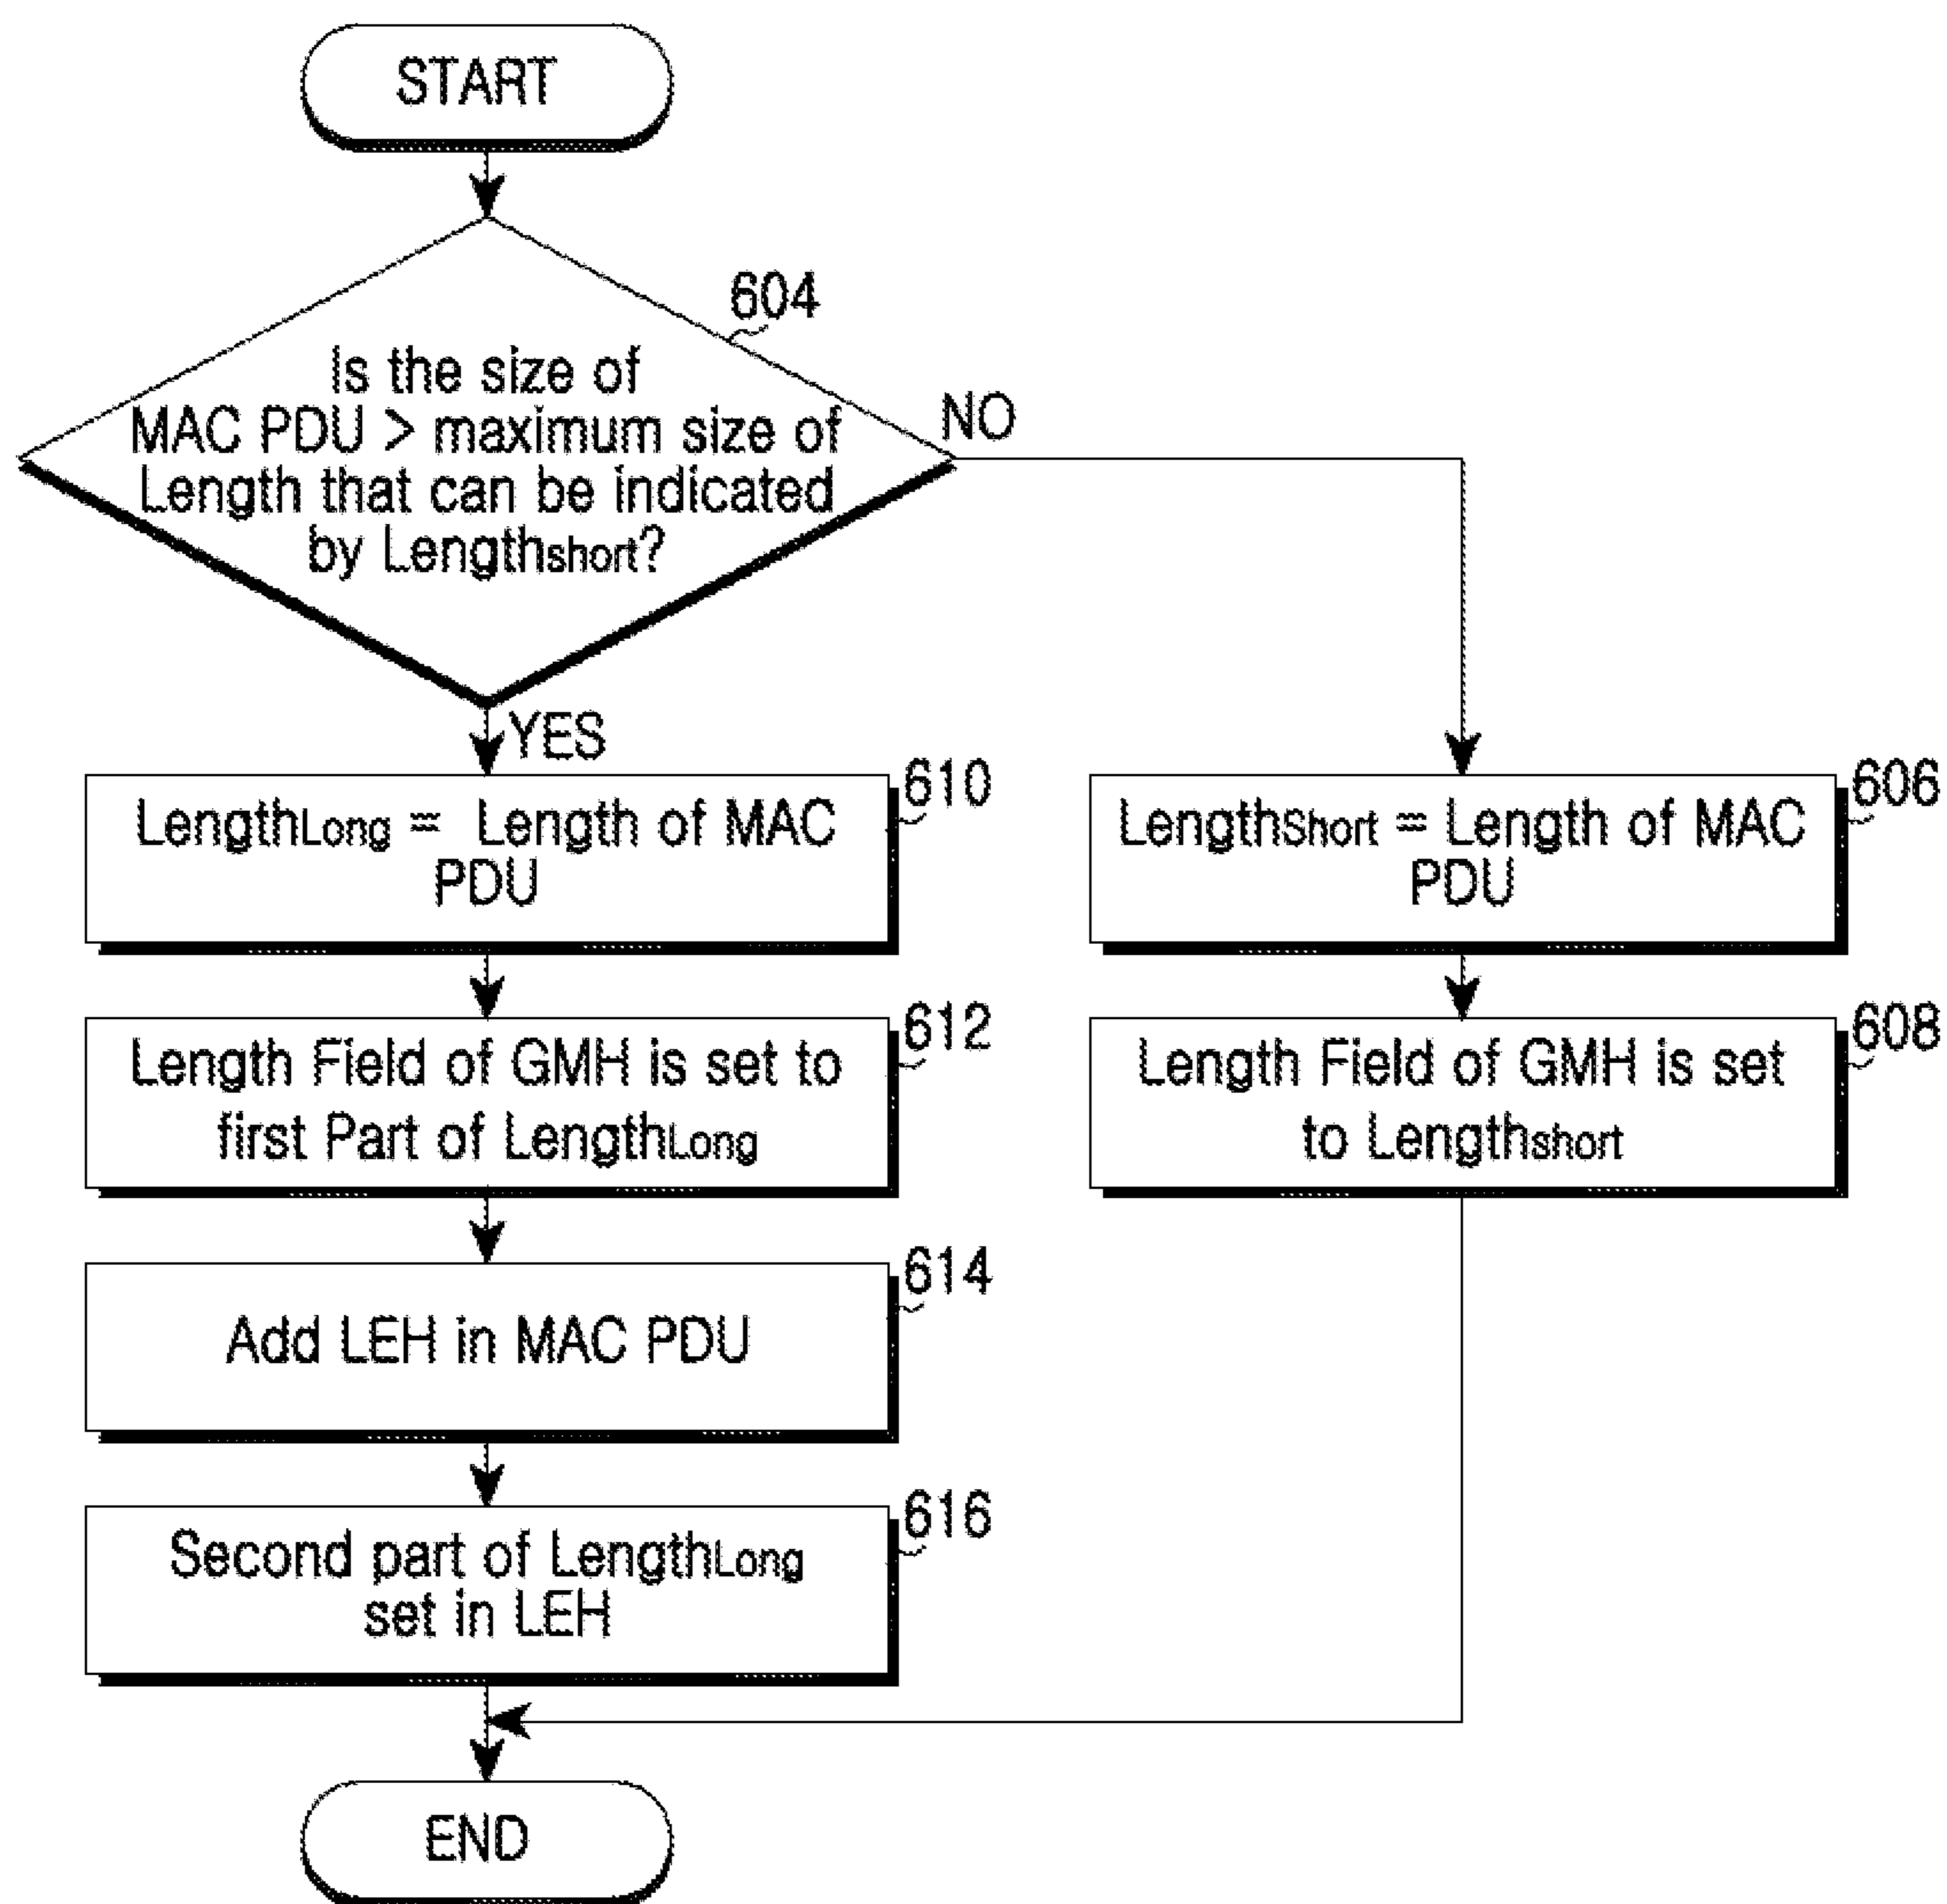 START
604
Is the size of
MAC PDU > maximum size of
Length that can be indicated
by Lengthshort?
NO
YES
610
LengthLong = Length of MAC
PDU
606
LengthShort = Length of MAC
PDU
612
Length Field of GMH is set to
first Part of LengthLong
608
Length Field of GMH is set
to Lengthshort
614
Add LEH in MAC PDU
616
Second part of LengthLong
set in LEH
END